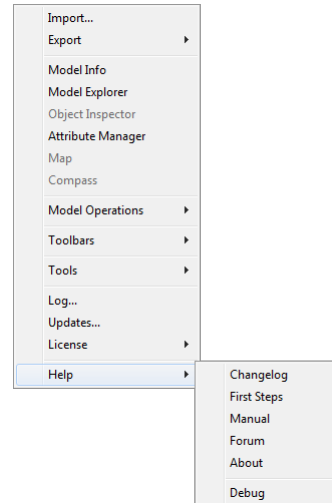 Import...
Export
Model Info
Model Explorer
Object Inspector
Attribute Manager
Map
Compass
Model Operations
Toolbars
Tools
Log...
Updates...
License
Help
Changelog
First Steps
Manual
Forum
About
Debug